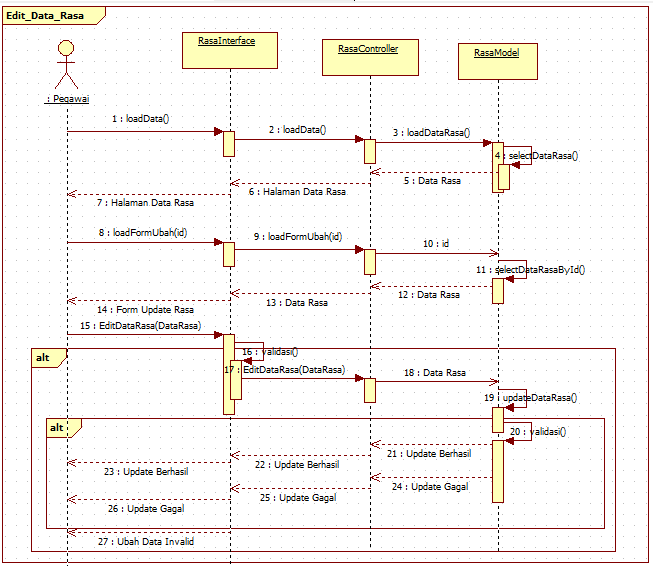 Edit_Data_Rasa
RasaInterface
RasaController
RasaModel
: Pegawai
1 : loadData()
2 : loadData()
3 : loadDataRasa()
4 : selectDataRasa()
5 : Data Rasa
6 : Halaman Data Rasa
7 : Halaman Data Rasa
8 : loadFormUbah(id)
9 : loadFormUbah(id)
10 : id
11 : selectDataRasaById()
12 : Data Rasa
13 : Data Rasa
14 : Form Update Rasa
15 : EditDataRasa(DataRasa)
alt
16 : validasi()
17 : EditDataRasa(DataRasa)
18 : Data Rasa
19 : updateDataRasa()
alt
20 : validasi()
21 : Update Berhasil
22 : Update Berhasil
23 : Update Berhasil
24 : Update Gagal
25 : Update Gagal
26 : Update Gagal
27 : Ubah Data Invalid